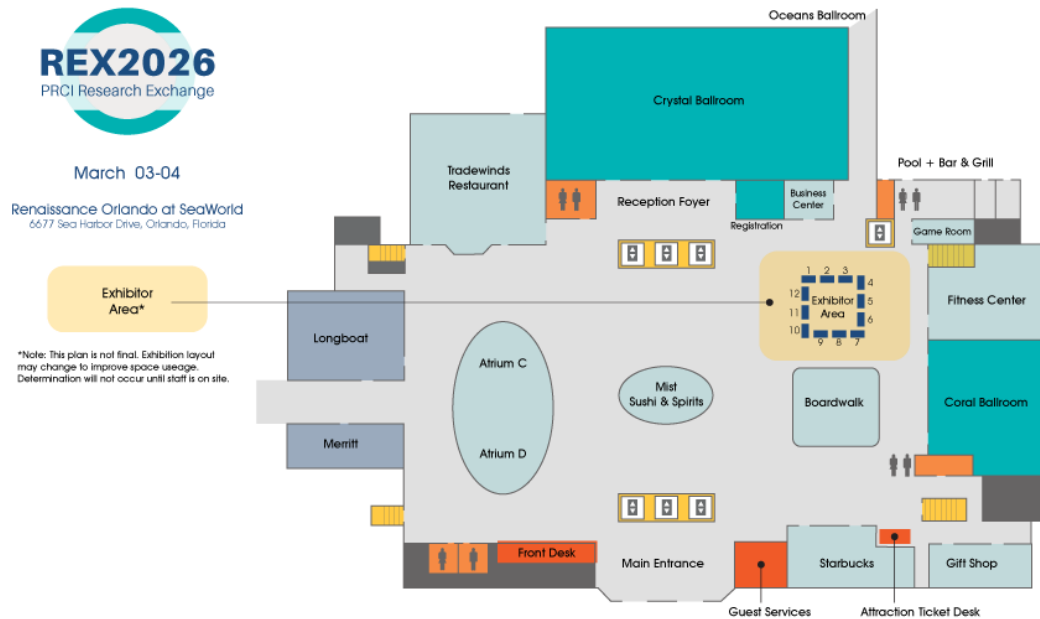 REX2026
PRCI Research Exchange
March 03-04
Renaissance Orlando at SeaWorld
6677 Sea Harbor Drive, Orlando, Florida
Exhibitor
Area*
*Note: This plan is not final. Exhibition layout
may change to improve space useage.
Determination will not occur until staff is on site.
Oceans Ballroom
Crystal Ballroom
Tradewinds
Restaurant
Reception Foyer
Registration
Business
Center
Pool + Bar & Grill
Game Room
Fitness Center
1 2 3
4
5
6
7
8
9
10
11
12
Exhibitor
Area
Longboat
Merritt
Atrium C
Atrium D
Mist
Sushi & Spirits
Boardwalk
Coral Ballroom
Front Desk
Main Entrance
Guest Services
Starbucks
Attraction Ticket Desk
Gift Shop